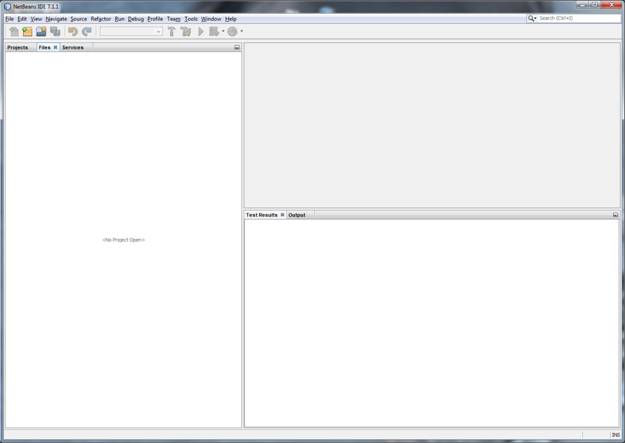 NetBeans IDE 7.1.1
File Edit View Navigate Source Refactor Run Debug Profile Team Tools Window Help
Search (Ctrl+I)
Projects Files Services
<No Project Open>
Test Results Output
INS